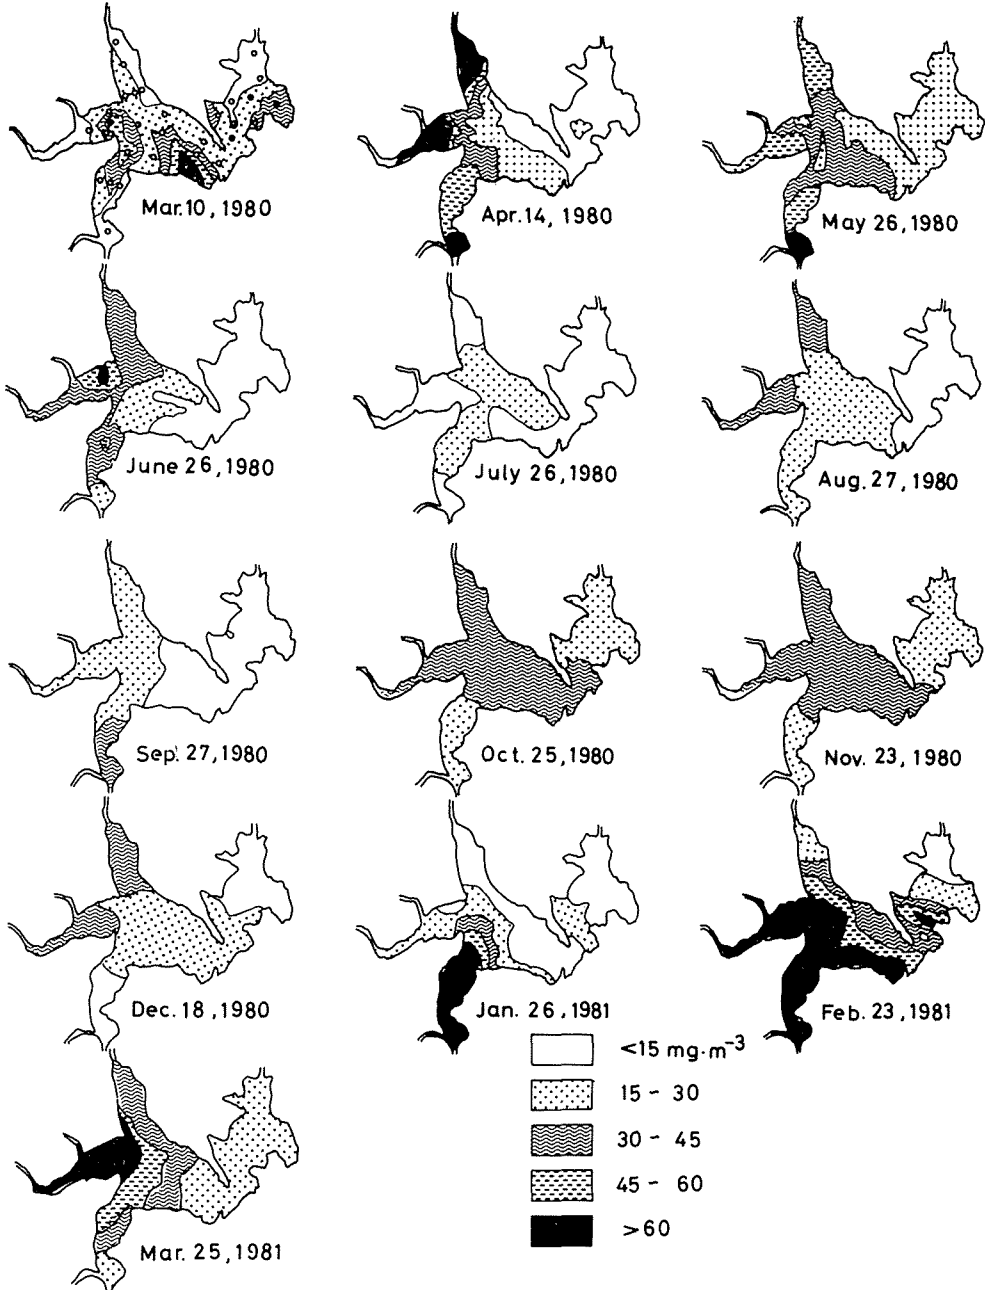 Mar.10, 1980
Apr.14, 1980
May 26, 1980
June 26, 1980
July 26, 1980
Aug. 27, 1980
Sep. 27, 1980
Oct. 25, 1980
Nov. 23, 1980
Dec. 18, 1980
Jan. 26, 1981
Feb. 23, 1981
Mar. 25, 1981
<15 mg·m⁻³
15 - 30
30 - 45
45 - 60
>60